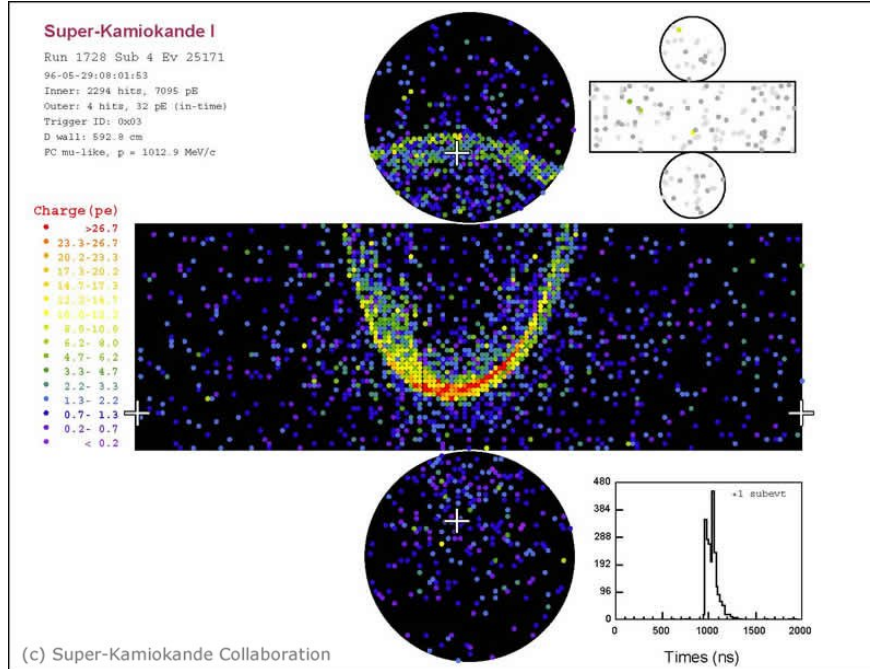 Super-Kamiokande I
Run 1728 Sub 4 Ev 25171
96-05-29:08:01:53
Inner: 2294 hits, 7095 pE
Outer: 4 hits, 32 pE (in-time)
Trigger ID: 0x03
D wall: 592.8 cm
FC mu-like, p = 1012.9 MeV/c
Charge(pe)
>26.7
23.3-26.7
20.2-23.3
17.3-20.2
14.7-17.3
12.2-14.7
10.0-12.2
8.0-10.0
6.2- 8.0
4.7- 6.2
3.3- 4.7
2.2- 3.3
1.3- 2.2
0.7- 1.3
0.2- 0.7
< 0.2
+1 subevt
480
384
288
192
96
0
0 500 1000 1500 2000
Times (ns)
(c) Super-Kamiokande Collaboration